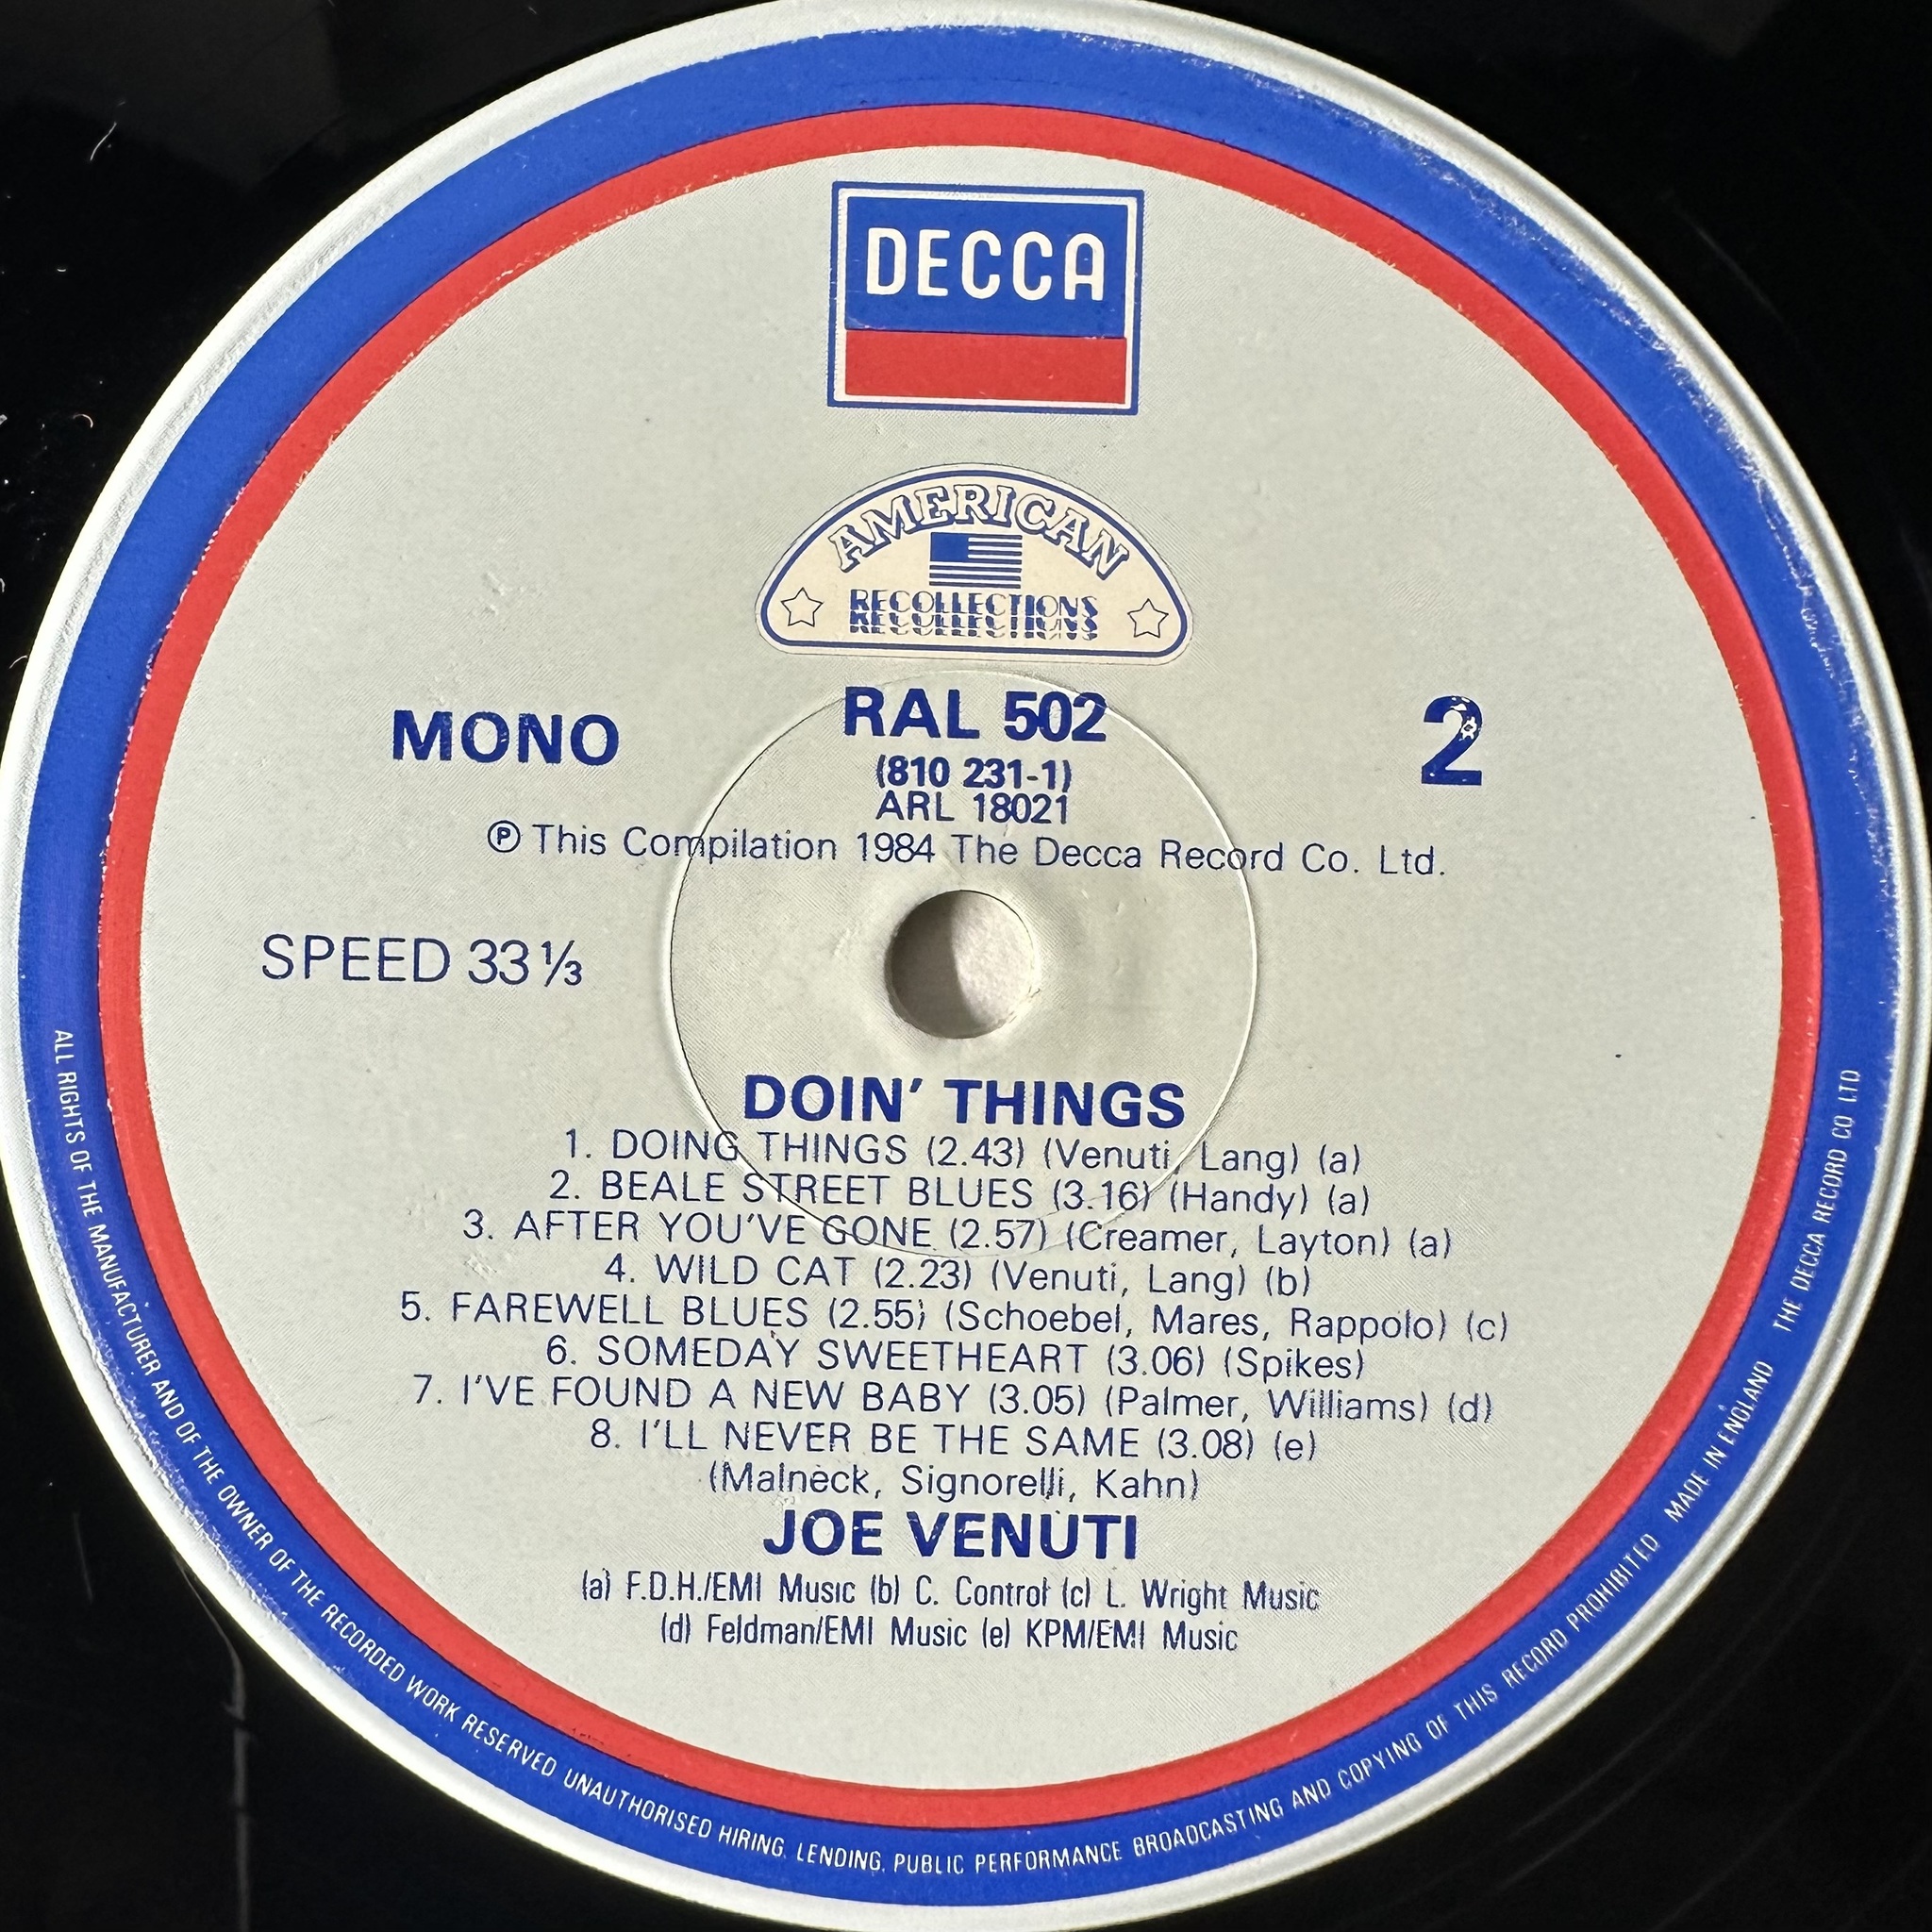 DECCA
AMERICAN
RECOLLECTIONS
RECOLLECTIONS
MONO
RAL 502
2
(810 231-1)
ARL 18021
Ⓟ This Compilation 1984 The Decca Record Co. Ltd.
SPEED 33⅓
DOIN' THINGS
1. DOING THINGS (2.43) (Venuti, Lang) (a)
2. BEALE STREET BLUES (3.16) (Handy) (a)
3. AFTER YOU'VE GONE (2.57) (Creamer, Layton) (a)
4. WILD CAT (2.23) (Venuti, Lang) (b)
5. FAREWELL BLUES (2.55) (Schoebel, Mares, Rappolo) (c)
6. SOMEDAY SWEETHEART (3.06) (Spikes)
7. I'VE FOUND A NEW BABY (3.05) (Palmer, Williams) (d)
8. I'LL NEVER BE THE SAME (3.08) (e)
(Malneck, Signorelli, Kahn)
JOE VENUTI
(a) F.D.H./EMI Music (b) C. Control (c) L. Wright Music
(d) Feldman/EMI Music (e) KPM/EMI Music
ALL RIGHTS OF THE MANUFACTURER AND OF THE OWNER OF THE RECORDED WORK RESERVED UNAUTHORISED HIRING, LENDING, PUBLIC PERFORMANCE BROADCASTING AND COPYING OF THIS RECORD PROHIBITED MADE IN ENGLAND THE DECCA RECORD CO LTD